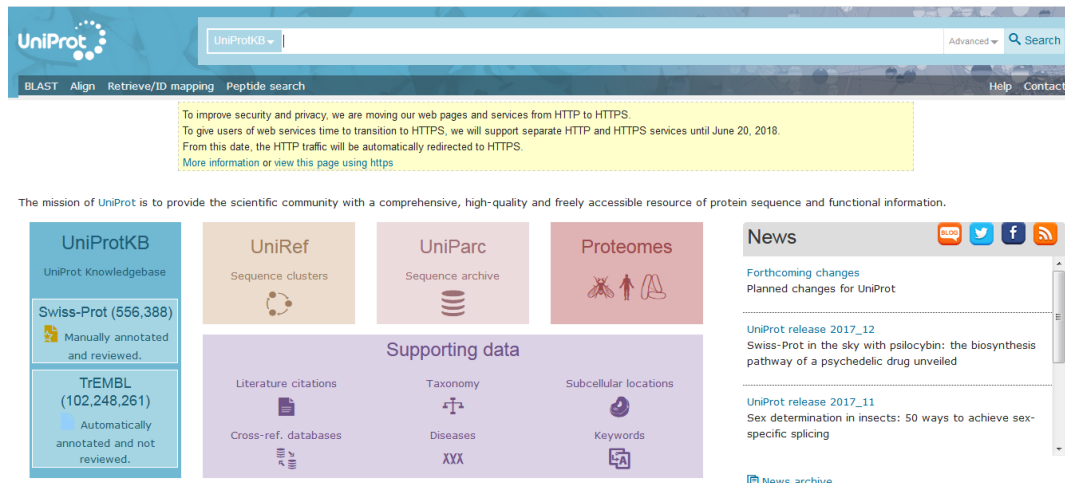 UniProt
UniProtKB
Advanced
Search
BLAST Align Retrieve/ID mapping Peptide search
Help Contact
To improve security and privacy, we are moving our web pages and services from HTTP to HTTPS.
To give users of web services time to transition to HTTPS, we will support separate HTTP and HTTPS services until June 20, 2018.
From this date, the HTTP traffic will be automatically redirected to HTTPS.
More information or view this page using https
The mission of UniProt is to provide the scientific community with a comprehensive, high-quality and freely accessible resource of protein sequence and functional information.
UniProtKB
UniProt Knowledgebase
Swiss-Prot (556,388)
Manually annotated
and reviewed.
TrEMBL
(102,248,261)
Automatically
annotated and not
reviewed.
UniRef
Sequence clusters
UniParc
Sequence archive
Proteomes
Supporting data
Literature citations
Taxonomy
Subcellular locations
Cross-ref. databases
Diseases
Keywords
News
BLOG
Forthcoming changes
Planned changes for UniProt
UniProt release 2017_12
Swiss-Prot in the sky with psilocybin: the biosynthesis
pathway of a psychedelic drug unveiled
UniProt release 2017_11
Sex determination in insects: 50 ways to achieve sex-
specific splicing
News archive